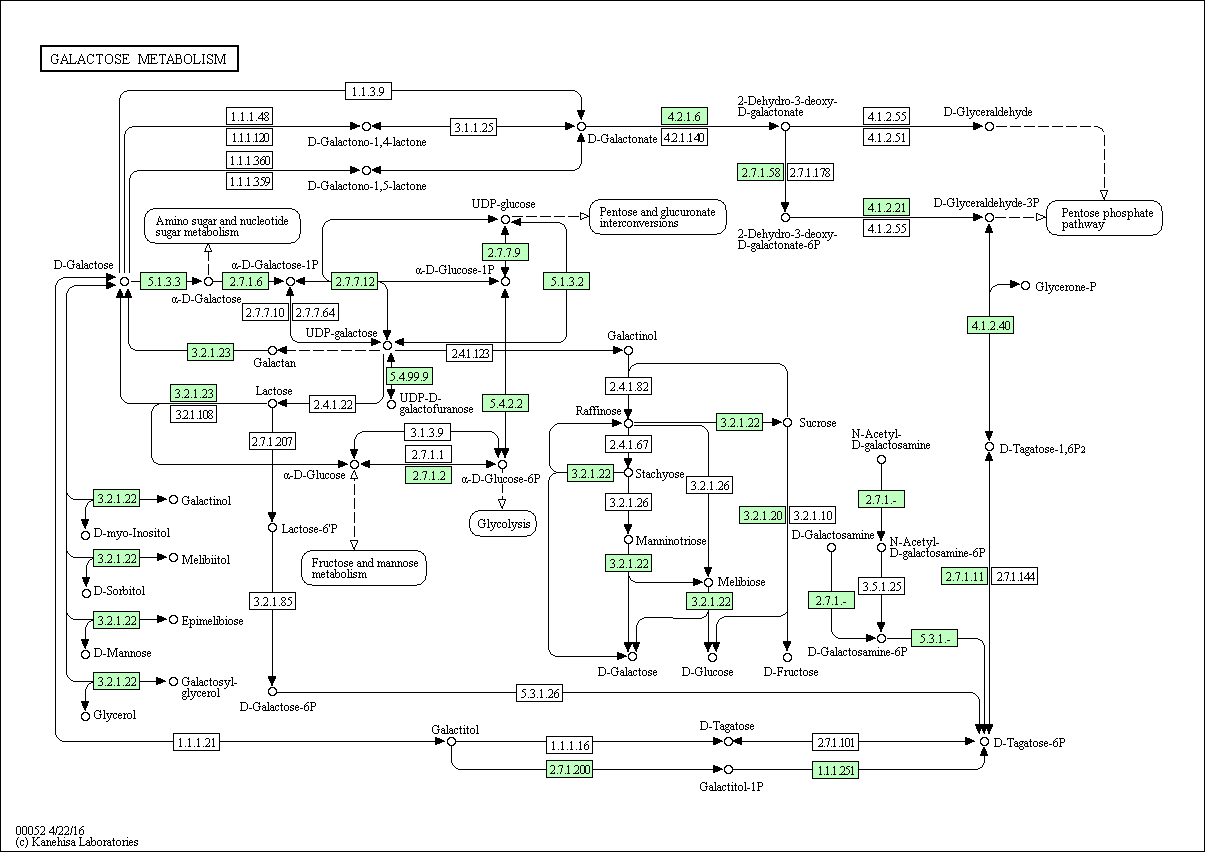 GALACTOSE METABOLISM
1.1.3.9
1.1.1.48
1.1.1.120
D-Galactono-1,4-lactone
3.1.1.25
D-Galactonate
4.2.1.6
4.2.1.140
2-Dehydro-3-deoxy-
D-galactonate
4.1.2.55
4.1.2.51
D-Glyceraldehyde
1.1.1.360
1.1.1.359
D-Galactono-1,5-lactone
2.7.1.58
2.7.1.178
Amino sugar and nucleotide
sugar metabolism
UDP-glucose
Pentose and glucuronate
interconversions
2-Dehydro-3-deoxy-
D-galactonate-6P
4.1.2.21
4.1.2.55
D-Glyceraldehyde-3P
Pentose phosphate
pathway
2.7.7.9
D-Galactose
5.1.3.3
α-D-Galactose
2.7.1.6
α-D-Galactose-1P
2.7.7.12
α-D-Glucose-1P
5.1.3.2
Glycerone-P
2.7.7.10
2.7.7.64
4.1.2.40
UDP-galactose
3.2.1.23
Galactan
2.4.1.123
Galactinol
5.4.99.9
UDP-D-
galactofuranose
3.2.1.23
3.2.1.108
Lactose
2.4.1.22
5.4.2.2
2.4.1.82
Raffinose
3.2.1.22
Sucrose
2.7.1.207
3.1.3.9
2.7.1.1
2.7.1.2
α-D-Glucose
α-D-Glucose-6P
2.4.1.67
3.2.1.22
Stachyose
3.2.1.26
3.2.1.26
N-Acetyl-
D-galactosamine
D-Tagatose-1,6P2
2.7.1.-
3.2.1.22
Galactinol
D-myo-Inositol
Lactose-6'P
Glycolysis
3.2.1.20
3.2.1.10
D-Galactosamine
N-Acetyl-
D-galactosamine-6P
Manninotriose
3.2.1.22
Melibiitol
D-Sorbitol
Fructose and mannose
metabolism
3.2.1.22
Melibiose
3.2.1.22
2.7.1.11
2.7.1.144
3.5.1.25
2.7.1.-
3.2.1.85
3.2.1.22
Epimelibiose
D-Mannose
D-Galactosamine-6P
5.3.1.-
D-Galactose
D-Glucose
D-Fructose
3.2.1.22
Galactosyl-
glycerol
Glycerol
D-Galactose-6P
5.3.1.26
1.1.1.21
Galactitol
1.1.1.16
D-Tagatose
2.7.1.101
D-Tagatose-6P
2.7.1.200
Galactitol-1P
1.1.1.251
00052 4/22/16
(c) Kanehisa Laboratories